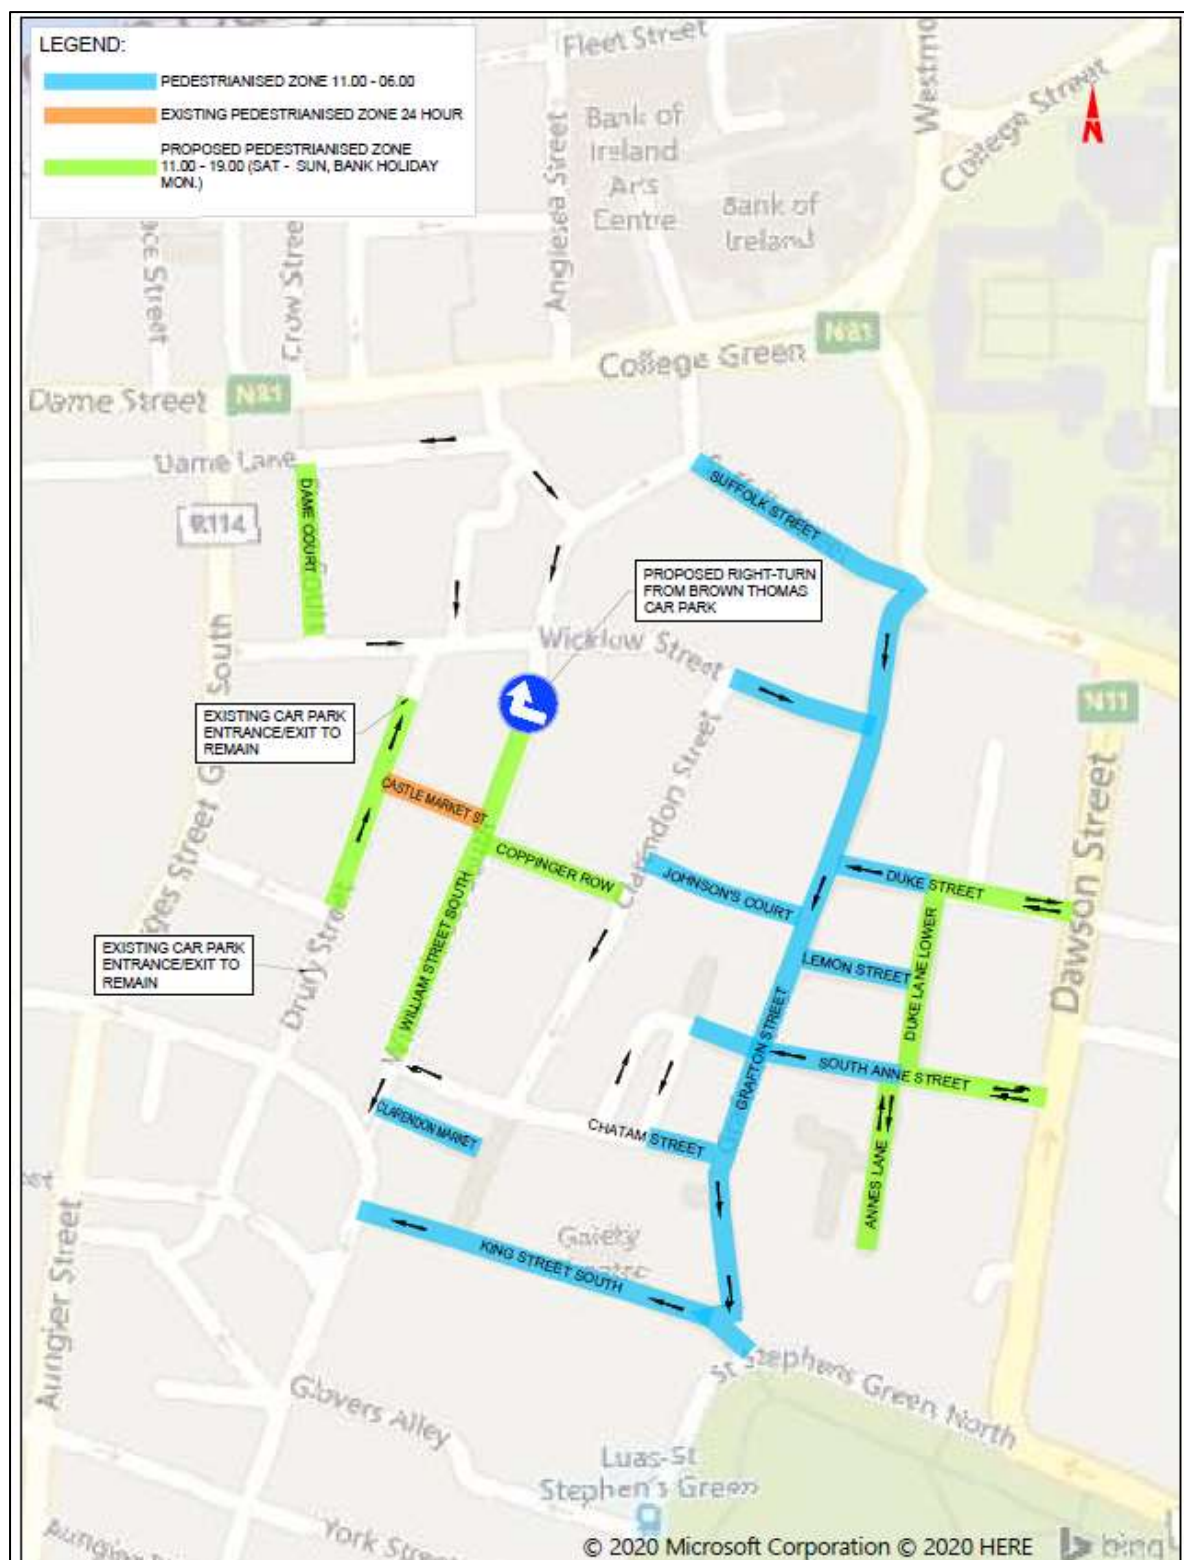 LEGEND:
PEDESTRIANISED ZONE 11.00 - 06.00
EXISTING PEDESTRIANISED ZONE 24 HOUR
PROPOSED PEDESTRIANISED ZONE
11.00 - 19.00 (SAT - SUN, BANK HOLIDAY
MON.)
Fleet Street
Westmo
College Street
N
Anglesea Street
Bank of
Ireland
Arts
Centre
Bank of
Ireland
ace Street
Crow Stree
College Green
N81
Dame Street
N81
Dame Lane
R114
DAME COURT
SUFFOLK STREET
PROPOSED RIGHT-TURN
FROM BROWN THOMAS
CAR PARK
Wicklow Street
South
N11
EXISTING CAR PARK
ENTRANCE/EXIT TO
REMAIN
Clarendon Street
Dawson Street
CASTLE MARKET ST
COPPINGER ROW
JOHNSON'S COURT
DUKE STREET
ges Street G
WILLIAM STREET SOUTH
DUKE LANE LOWER
LEMON STREET
EXISTING CAR PARK
ENTRANCE/EXIT TO
REMAIN
Drury Street
GRAFTON STREET
SOUTH ANNE STREET
CLARENDON MARKET
CHATAM STREET
ANNES LANE
Aungier Street
Gaiety
KING STREET SOUTH
St Stephens Green North
Glovers Alley
Luas-St
Stephen's Green
York Stree
© 2020 Microsoft Corporation © 2020 HERE
bing